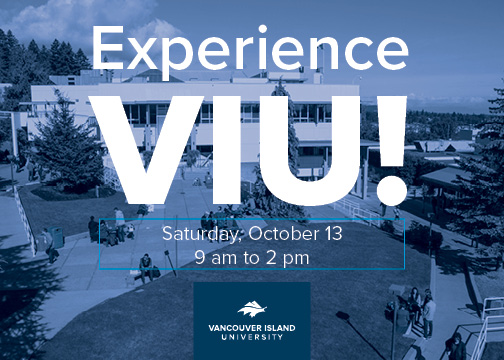 Experience
VIU!
Saturday, October 13
9 am to 2 pm
VANCOUVER ISLAND
UNIVERSITY